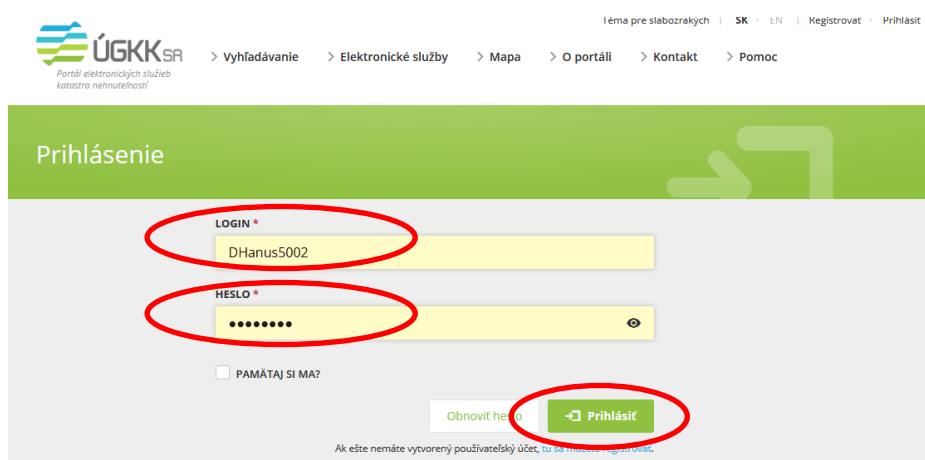 Téma pre slabozrakých | SK · EN | Registrovať · Prihlásiť
ÚGKK SR
Portál elektronických služieb
katastra nehnuteľností
> Vyhľadávanie > Elektronické služby > Mapa > O portáli > Kontakt > Pomoc
Prihlásenie
LOGIN *
DHanus5002
HESLO *
••••••••
PAMÄTAJ SI MA?
Obnoviť heslo Prihlásiť
Ak ešte nemáte vytvorený používateľský účet, tu sa môžete registrovať.